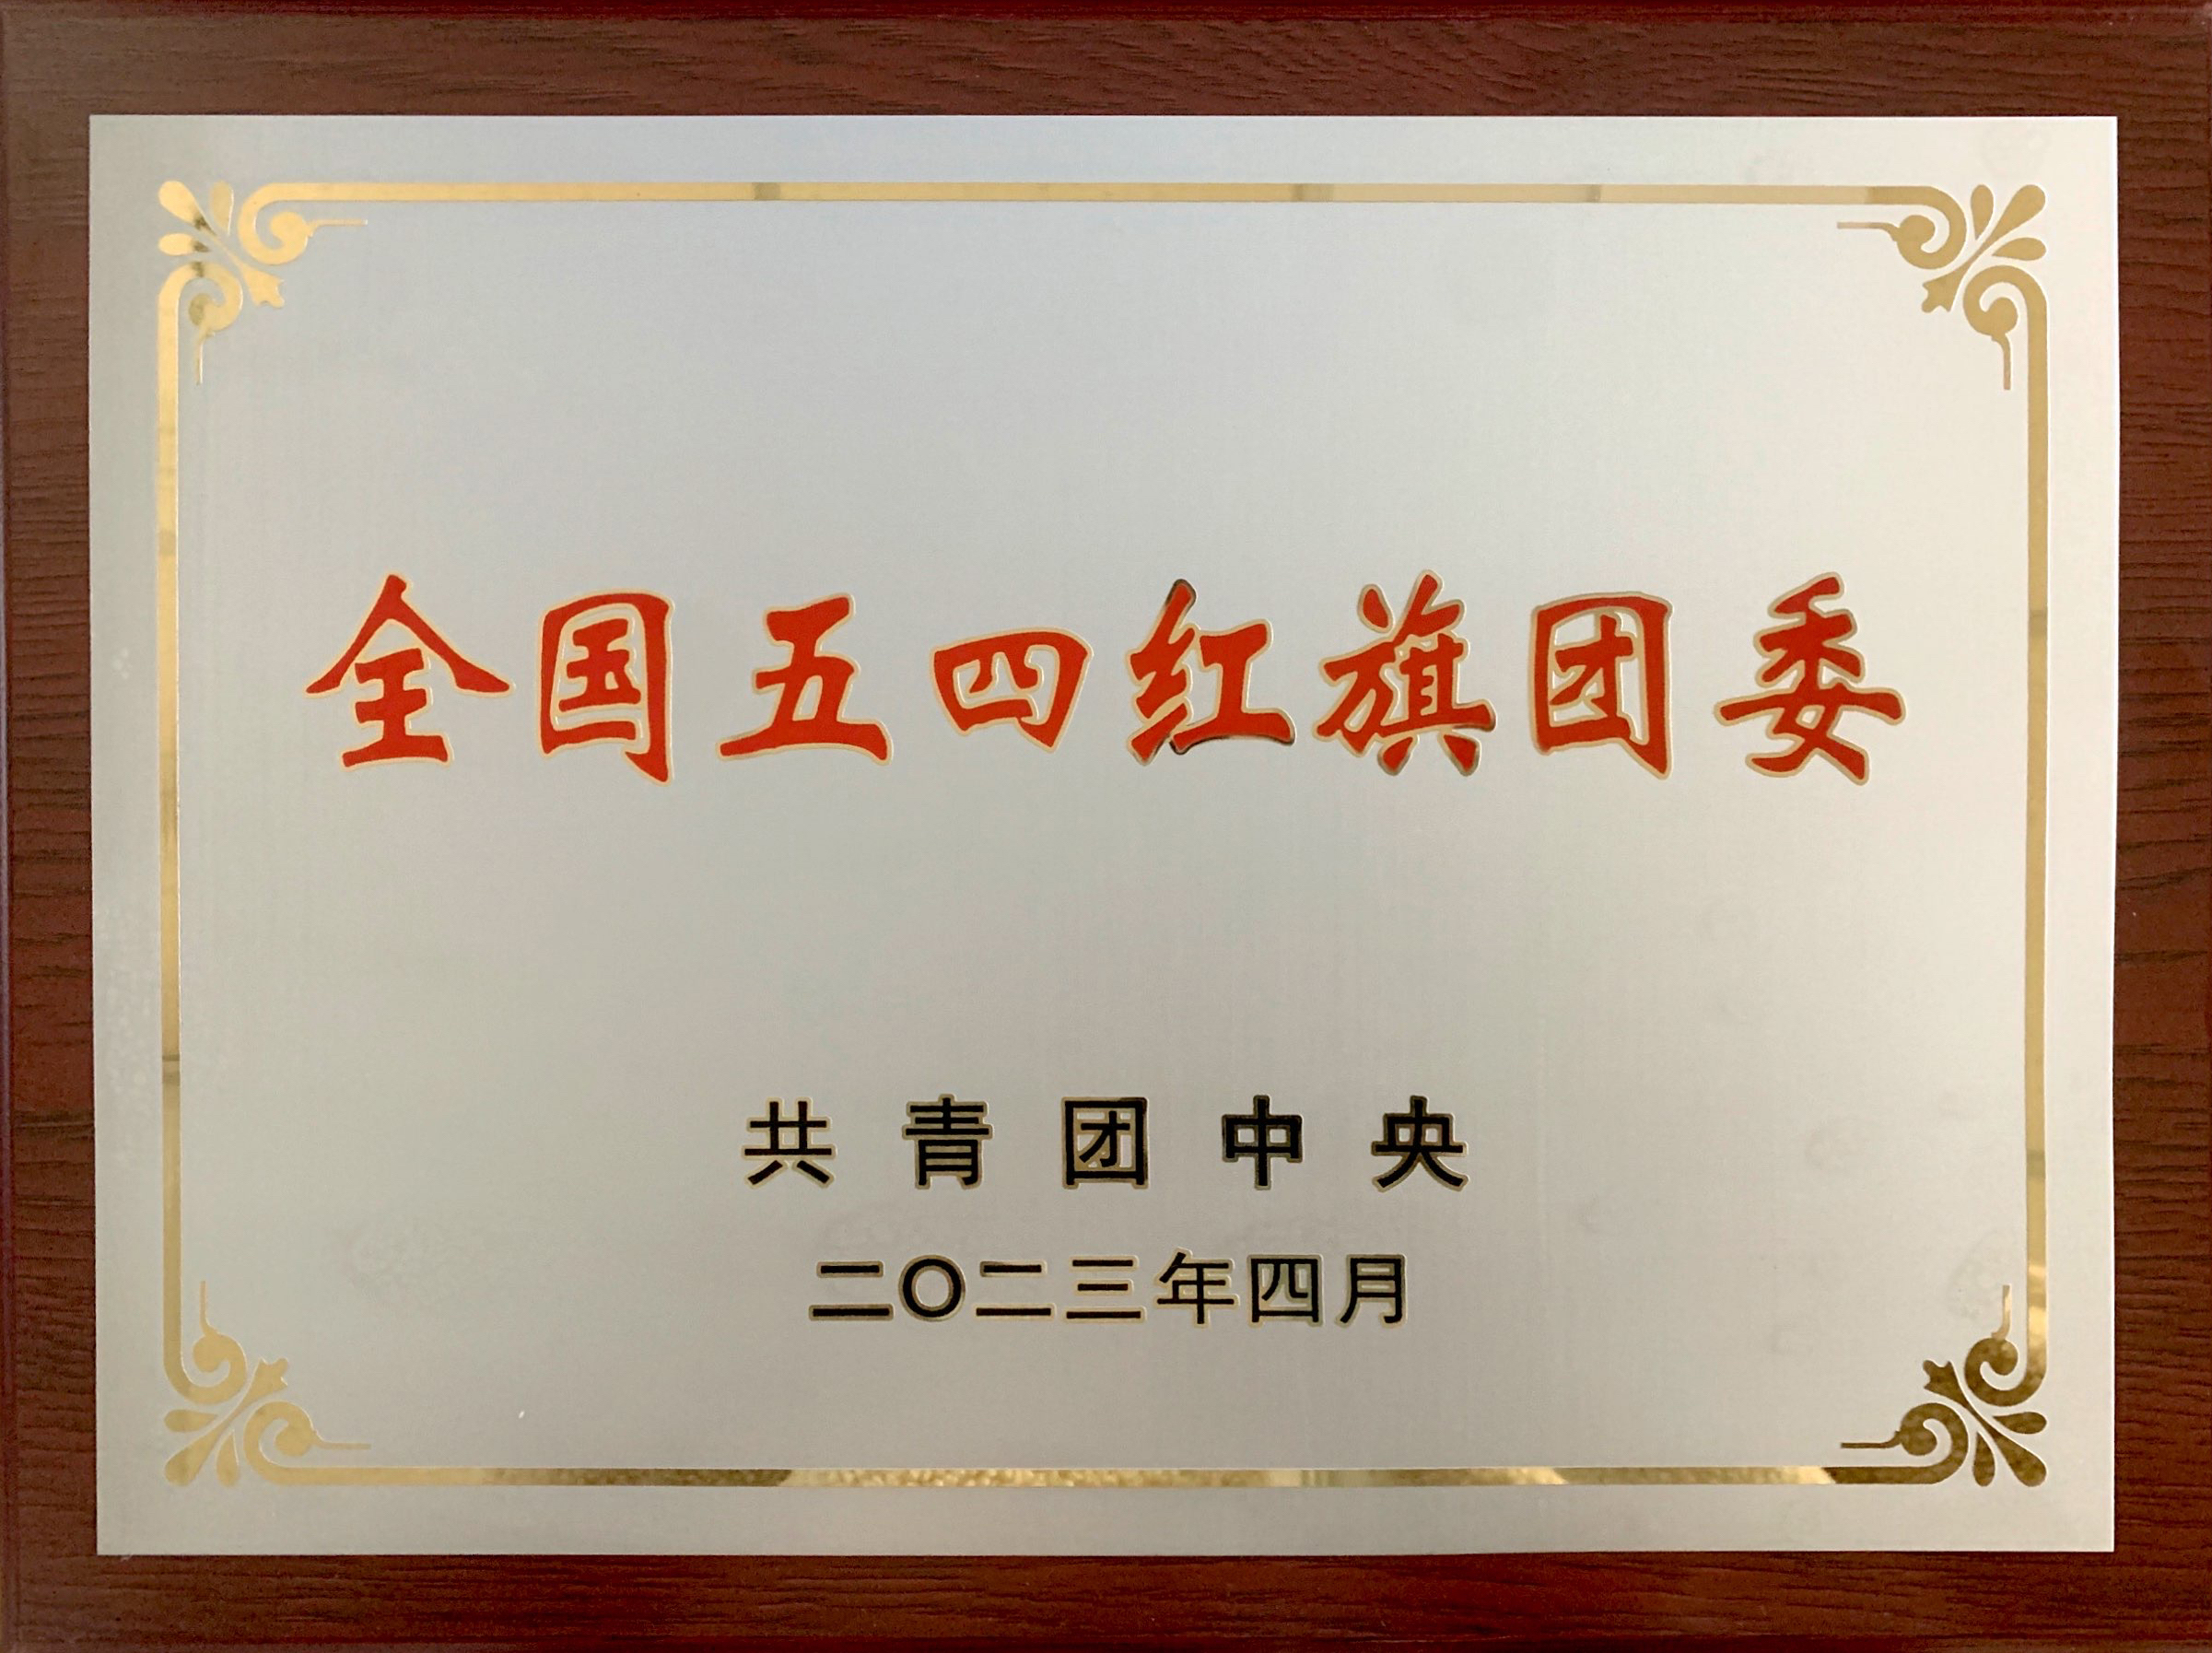 全国五四红旗团委
共青团中央
二〇二三年四月